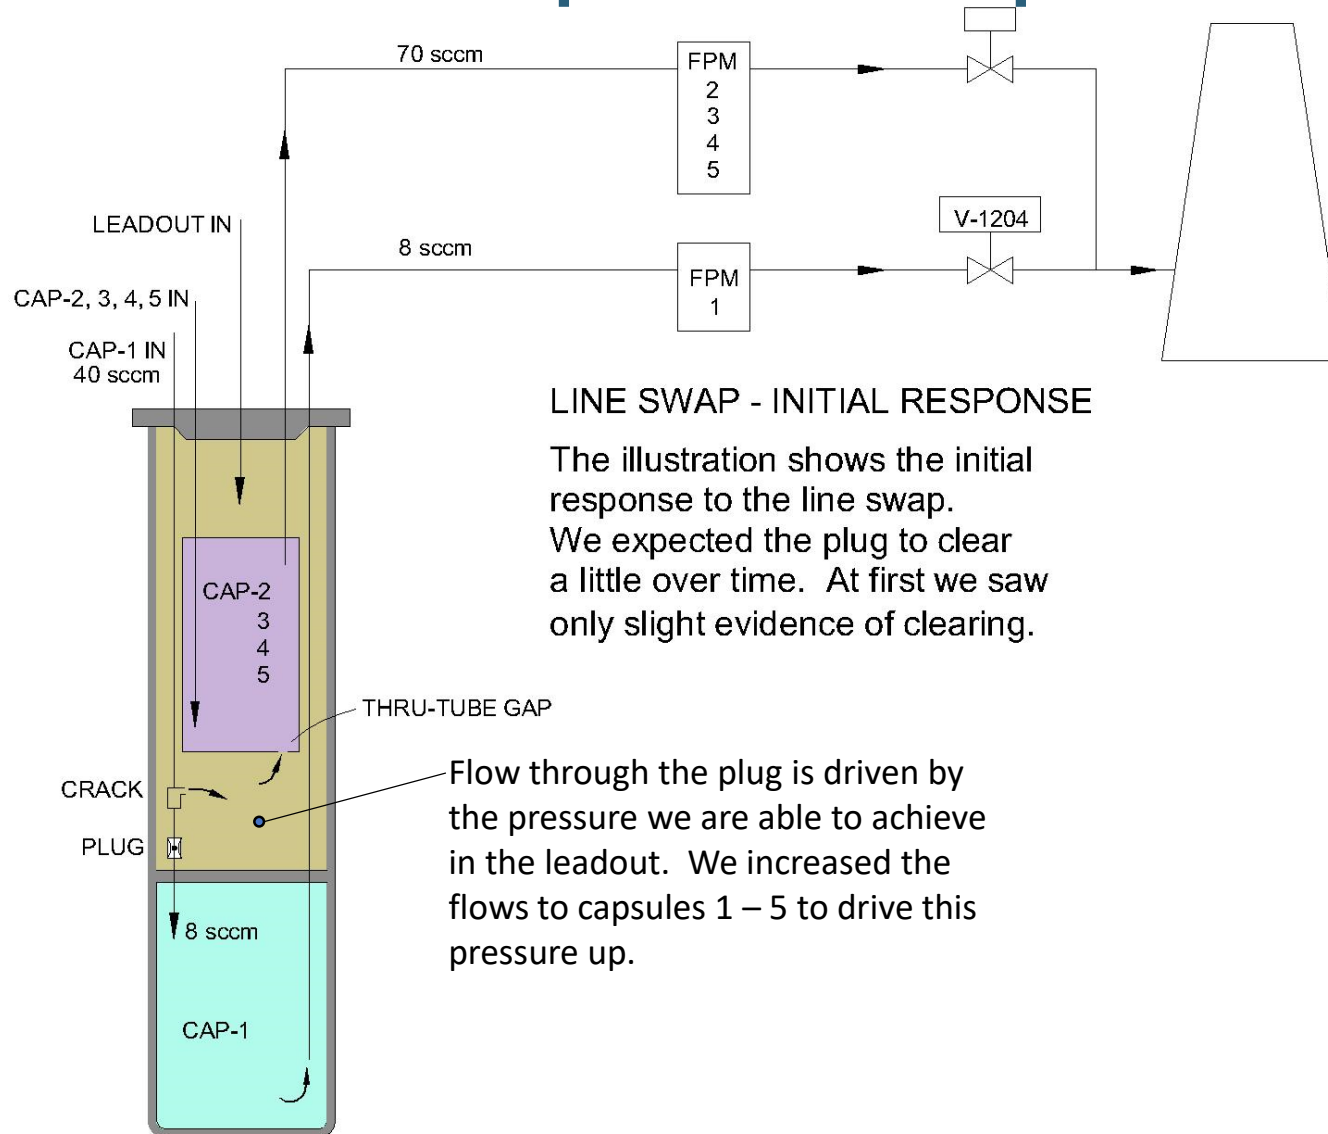 70 sccm
FPM
2
3
4
5
LEADOUT IN
8 sccm
V-1204
FPM
1
CAP-2, 3, 4, 5 IN
CAP-1 IN
40 sccm
LINE SWAP - INITIAL RESPONSE
The illustration shows the initial
response to the line swap.
We expected the plug to clear
a little over time. At first we saw
only slight evidence of clearing.
CAP-2
3
4
5
THRU-TUBE GAP
CRACK
PLUG
Flow through the plug is driven by
the pressure we are able to achieve
in the leadout. We increased the
flows to capsules 1 – 5 to drive this
pressure up.
8 sccm
CAP-1